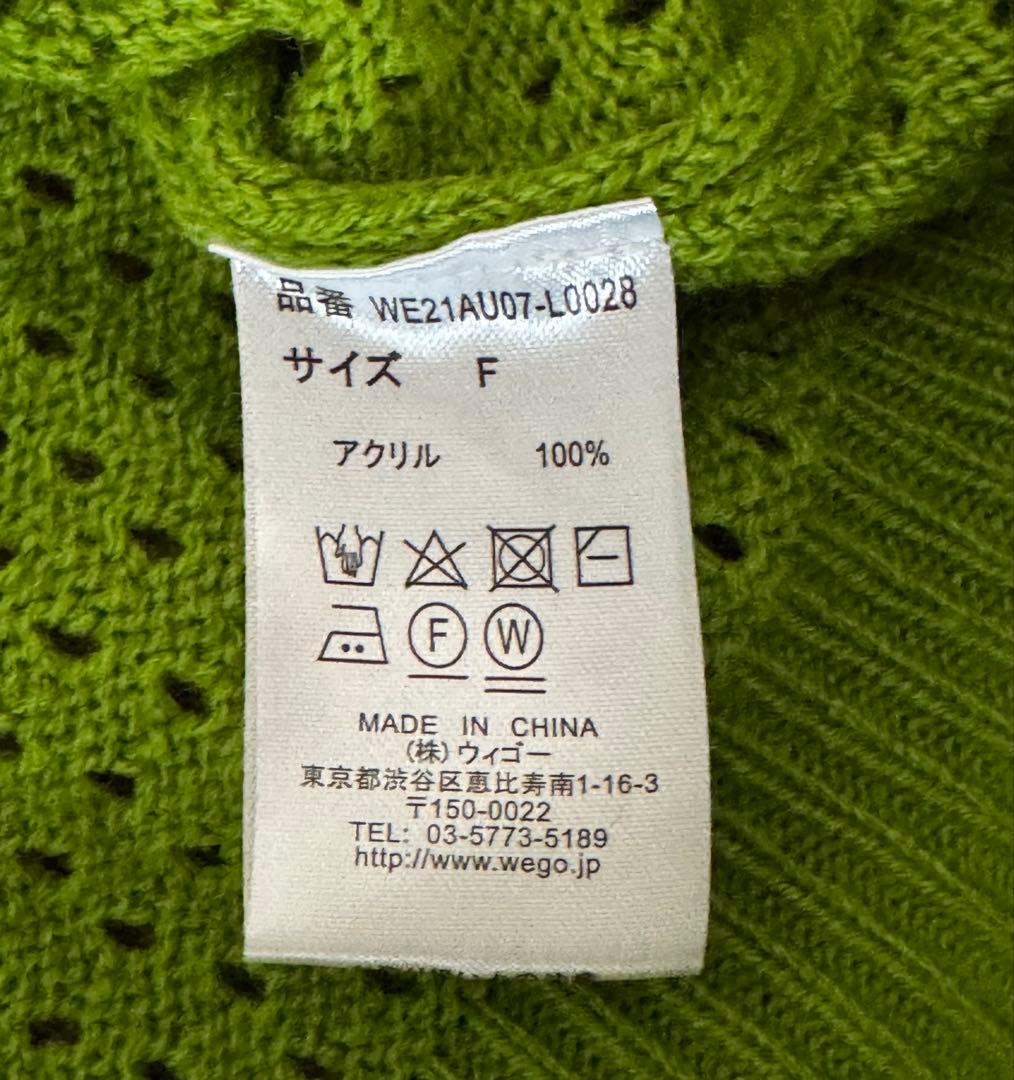 品番 WE21AU07-L0028
サイズ F
アクリル 100%
F W
MADE IN CHINA
(株)ウィゴー
東京都渋谷区恵比寿南1-16-3
〒150-0022
TEL: 03-5773-5189
http://www.wego.jp